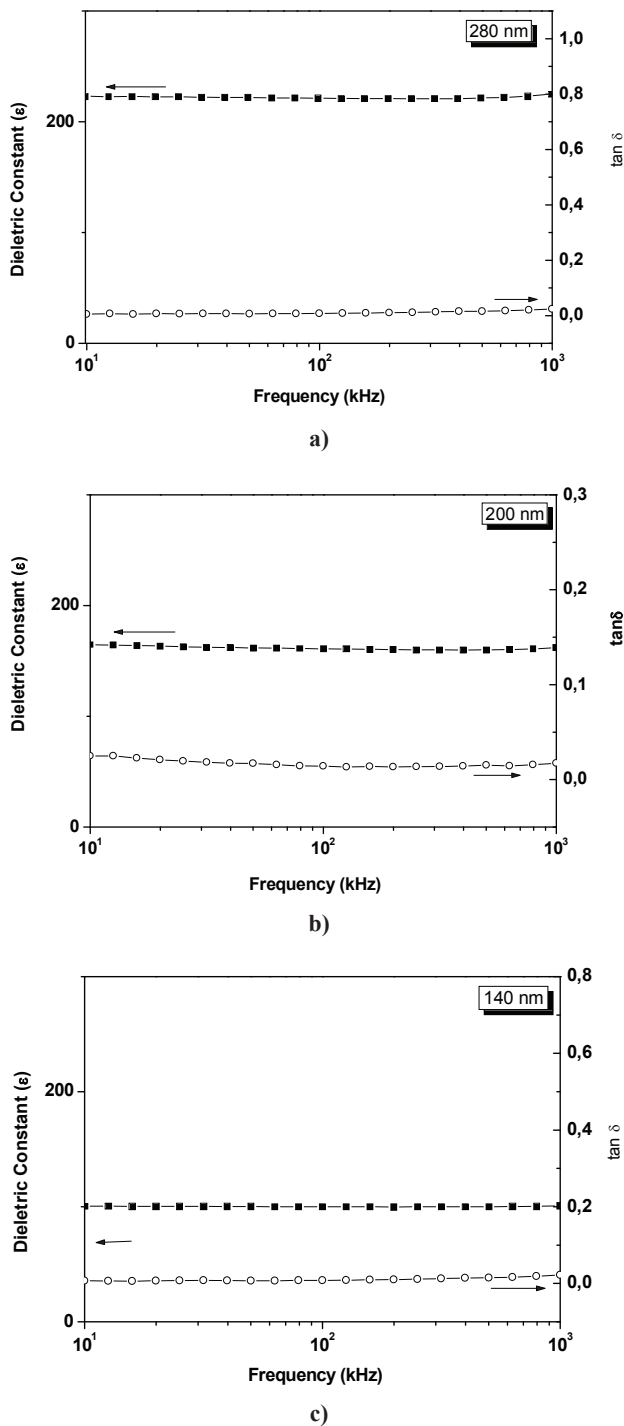 280 nm
1,0
0,8
200
Dieletric Constant (ε)
0,6
tan δ
0,4
0,2
0,0
0
10¹
10²
10³
Frequency (kHz)
a)
0,3
200 nm
200
Dieletric Constant (ε)
0,2
tanδ
0,1
0,0
0
10¹
10²
10³
Frequency (kHz)
b)
0,8
140 nm
0,6
200
Dieletric Constant (ε)
0,4
tan δ
0,2
0,0
0
10¹
10²
10³
Frequency (kHz)
c)